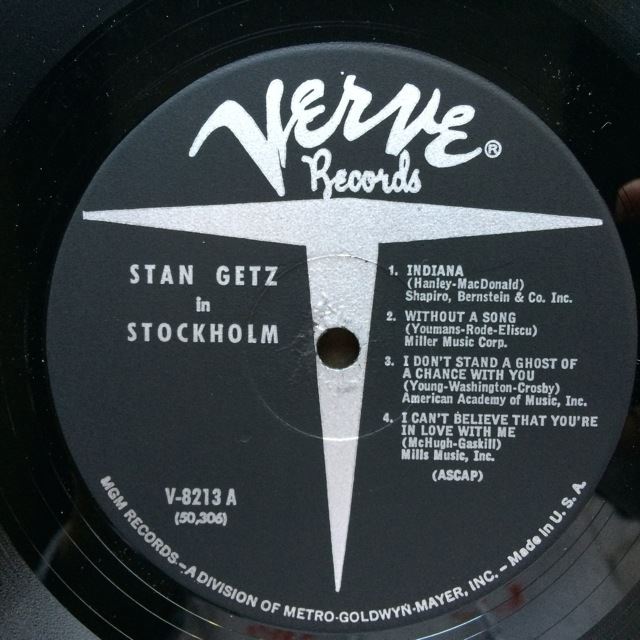 VERVE ®
Records
STAN GETZ
in
STOCKHOLM
1. INDIANA
(Hanley-MacDonald)
Shapiro, Bernstein & Co. Inc.
2. WITHOUT A SONG
(Youmans-Rode-Eliscu)
Miller Music Corp.
3. I DON'T STAND A GHOST OF
A CHANCE WITH YOU
(Young-Washington-Crosby)
American Academy of Music, Inc.
4. I CAN'T BELIEVE THAT YOU'RE
IN LOVE WITH ME
(McHugh-Gaskill)
Mills Music, Inc.
(ASCAP)
V-8213 A
(50,306)
MGM RECORDS - A DIVISION OF METRO-GOLDWYN-MAYER, INC. - Made in U.S.A.